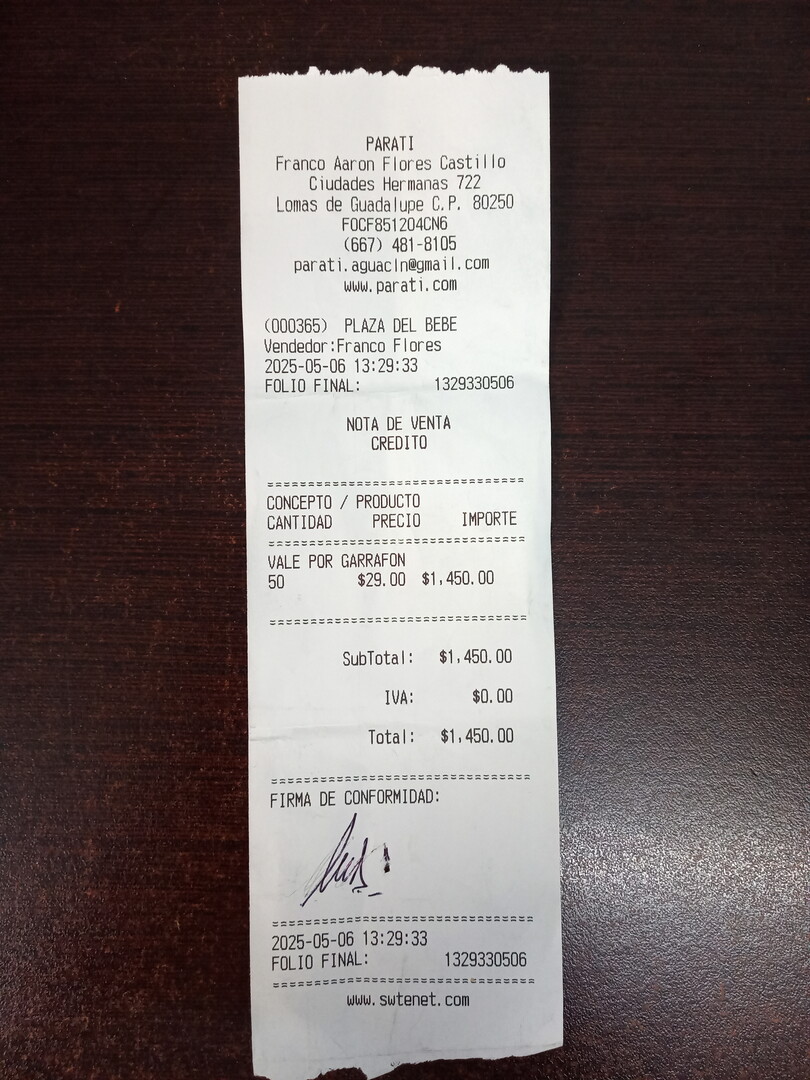 PARATI
Franco Aaron Flores Castillo
Ciudades Hermanas 722
Lomas de Guadalupe C.P. 80250
FOCF851204CN6
(667) 481-8105
parati.aguacln@gmail.com
www.parati.com
(000365) PLAZA DEL BEBE
Vendedor:Franco Flores
2025-05-06 13:29:33
FOLIO FINAL: 1329330506
NOTA DE VENTA
CREDITO
================================
CONCEPTO / PRODUCTO
CANTIDAD PRECIO IMPORTE
================================
VALE POR GARRAFON
50 $29.00 $1,450.00
================================
SubTotal: $1,450.00
IVA: $0.00
Total: $1,450.00
================================
FIRMA DE CONFORMIDAD:
================================
2025-05-06 13:29:33
FOLIO FINAL: 1329330506
================================
www.swtenet.com